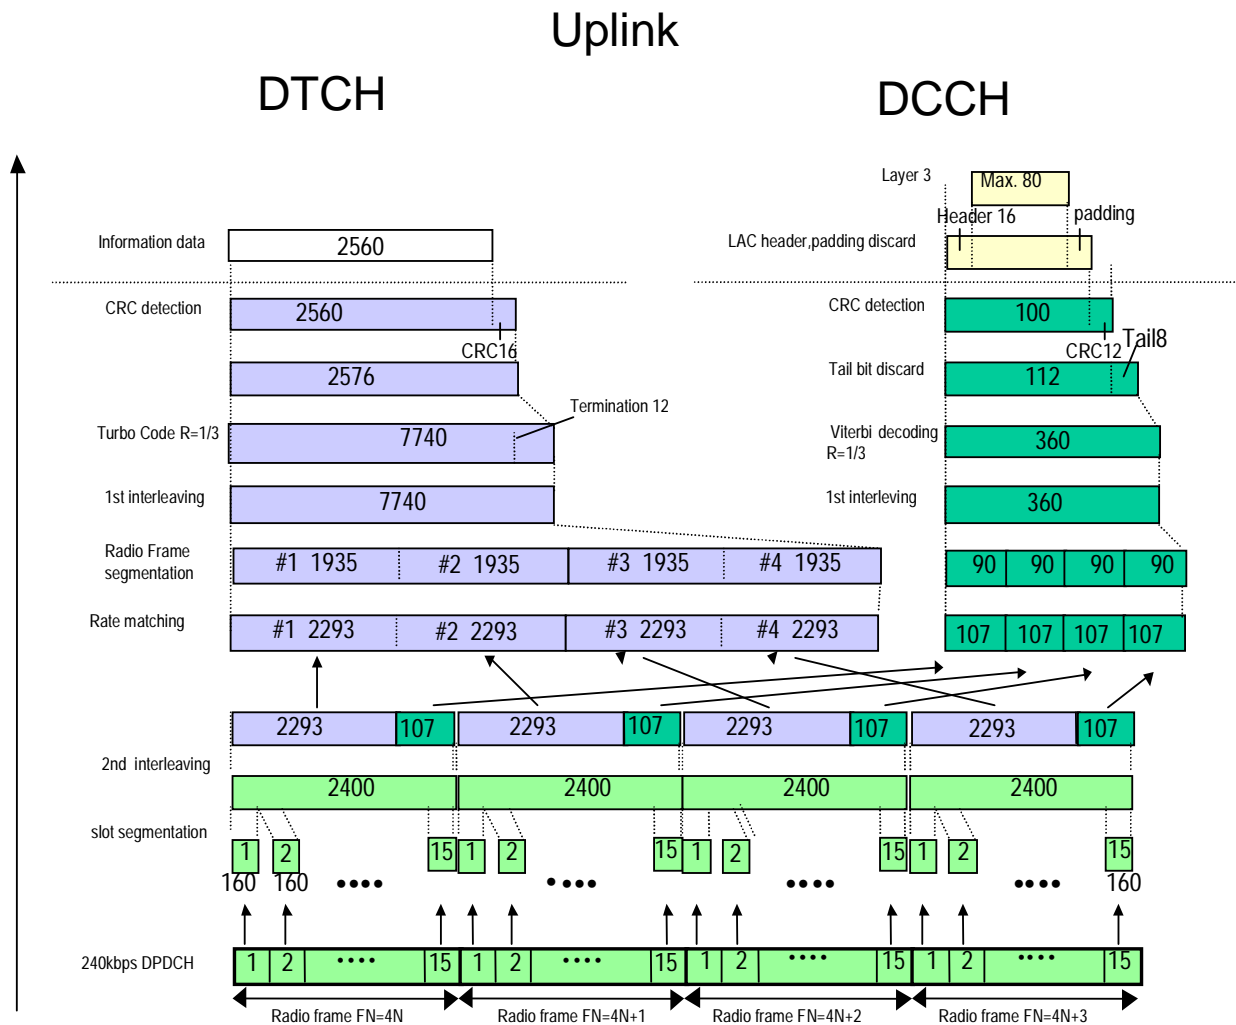 Uplink
DTCH
DCCH
Layer 3
Max. 80
Header 16
padding
Information data
2560
LAC header,padding discard
CRC detection
2560
CRC detection
100
CRC16
CRC12
Tail8
2576
Tail bit discard
112
Termination 12
Turbo Code R=1/3
7740
Viterbi decoding
R=1/3
360
1st interleaving
7740
1st interleving
360
Radio Frame
segmentation
#1 1935
#2 1935
#3 1935
#4 1935
90
90
90
90
Rate matching
#1 2293
#2 2293
#3 2293
#4 2293
107
107
107
107
2293
107
2293
107
2293
107
2293
107
2nd interleaving
2400
2400
2400
2400
slot segmentation
1
2
15
1
2
15
1
2
15
1
2
15
160
160
160
240kbps DPDCH
1
2
15
1
2
15
1
2
15
1
2
15
Radio frame FN=4N
Radio frame FN=4N+1
Radio frame FN=4N+2
Radio frame FN=4N+3